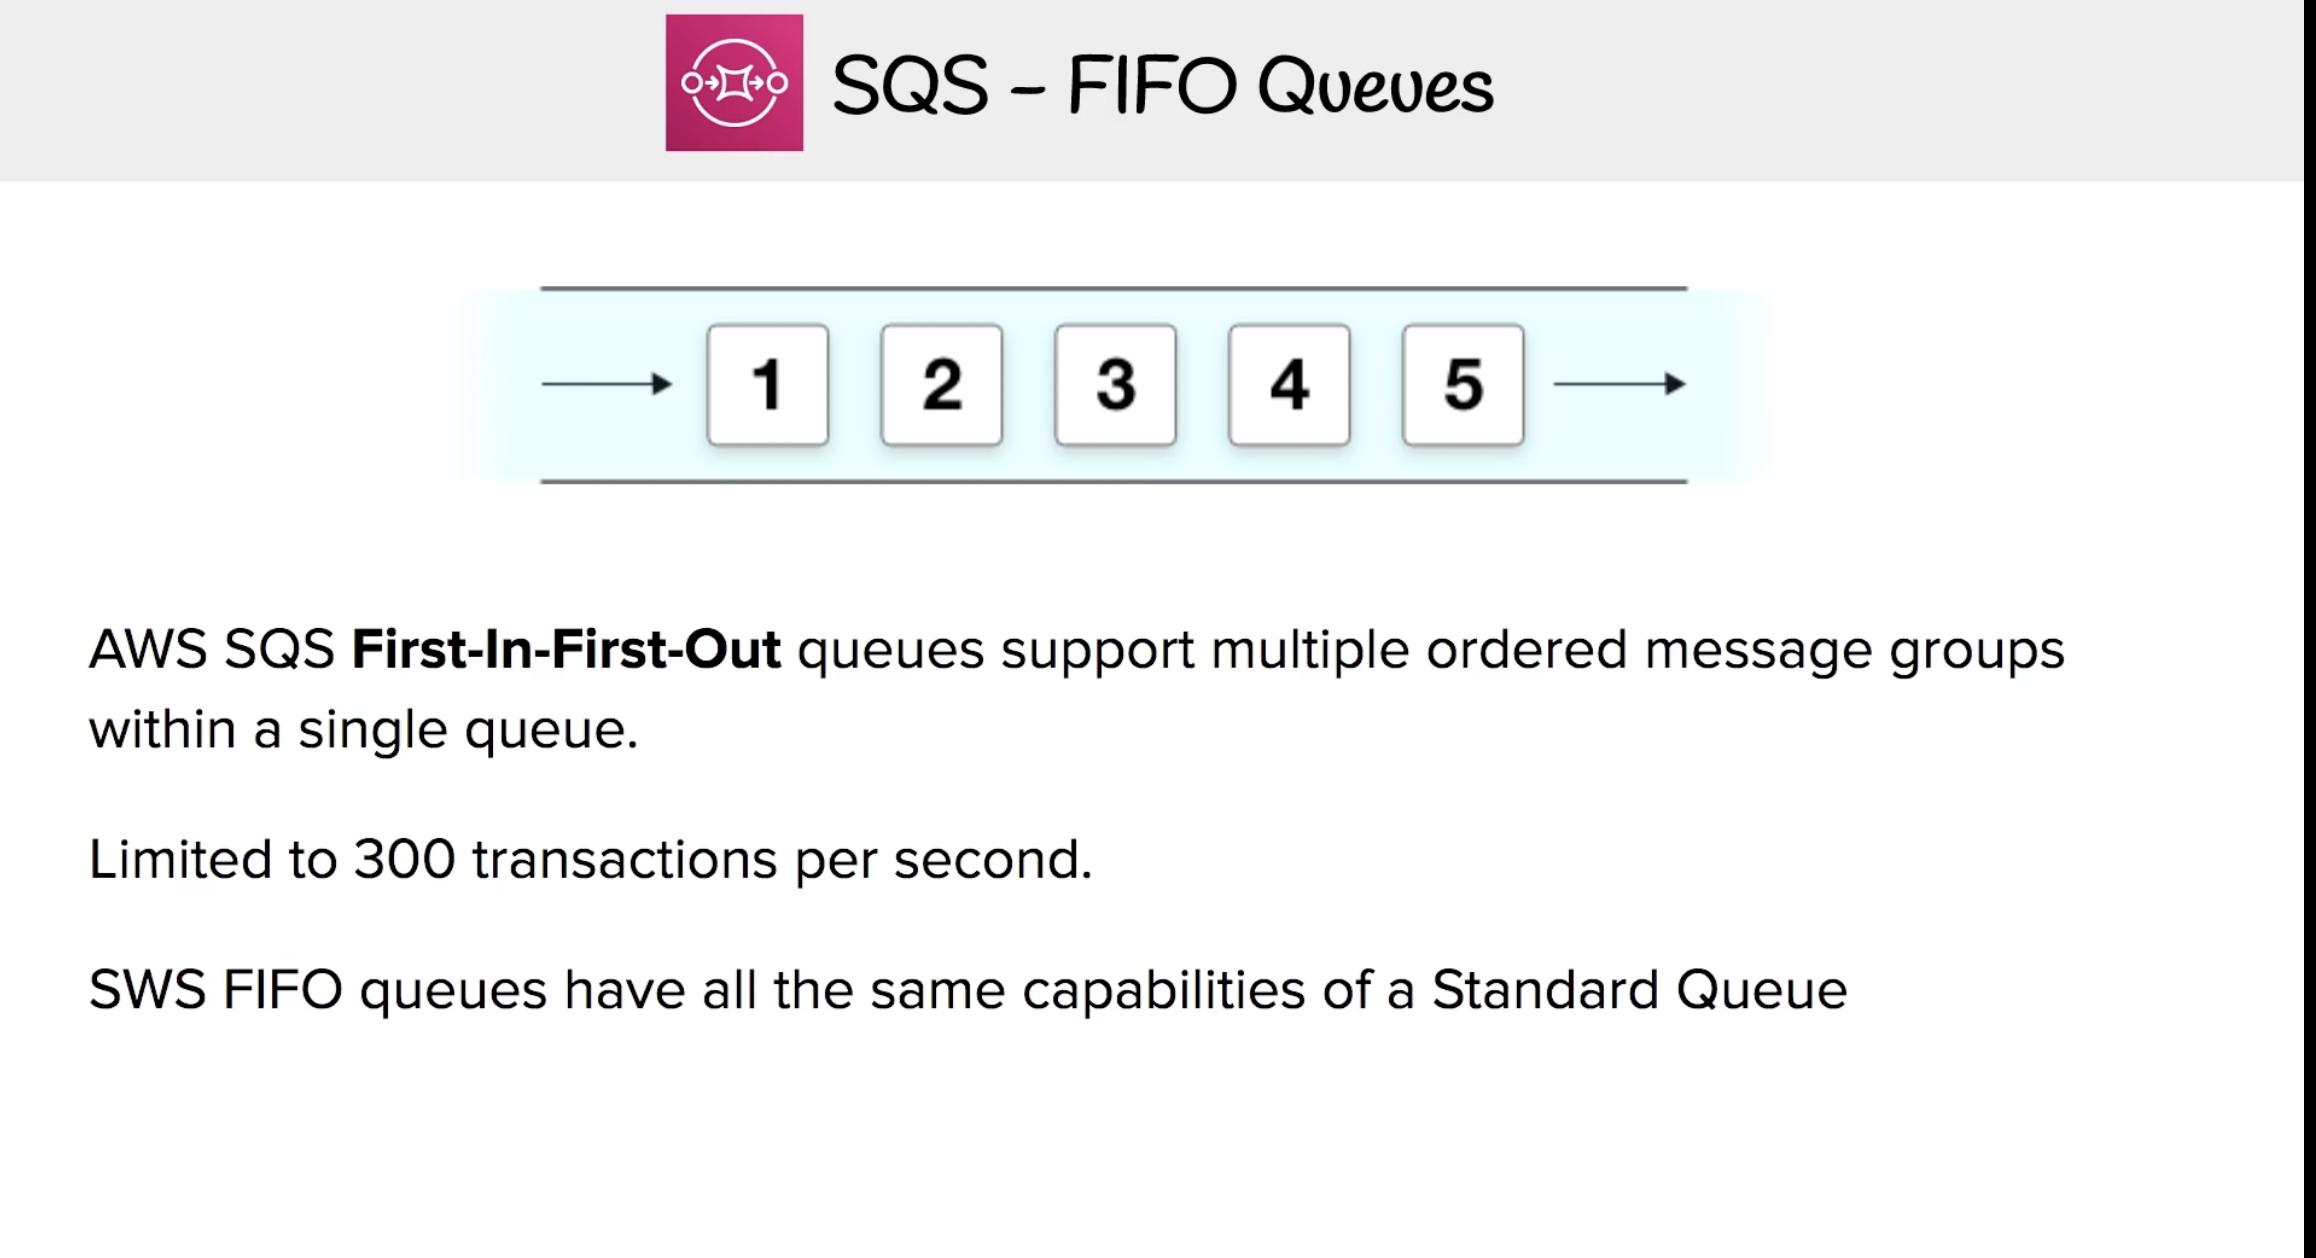 SQS – FIFO Queues
1 2 3 4 5
AWS SQS First-In-First-Out queues support multiple ordered message groups
within a single queue.
Limited to 300 transactions per second.
SWS FIFO queues have all the same capabilities of a Standard Queue